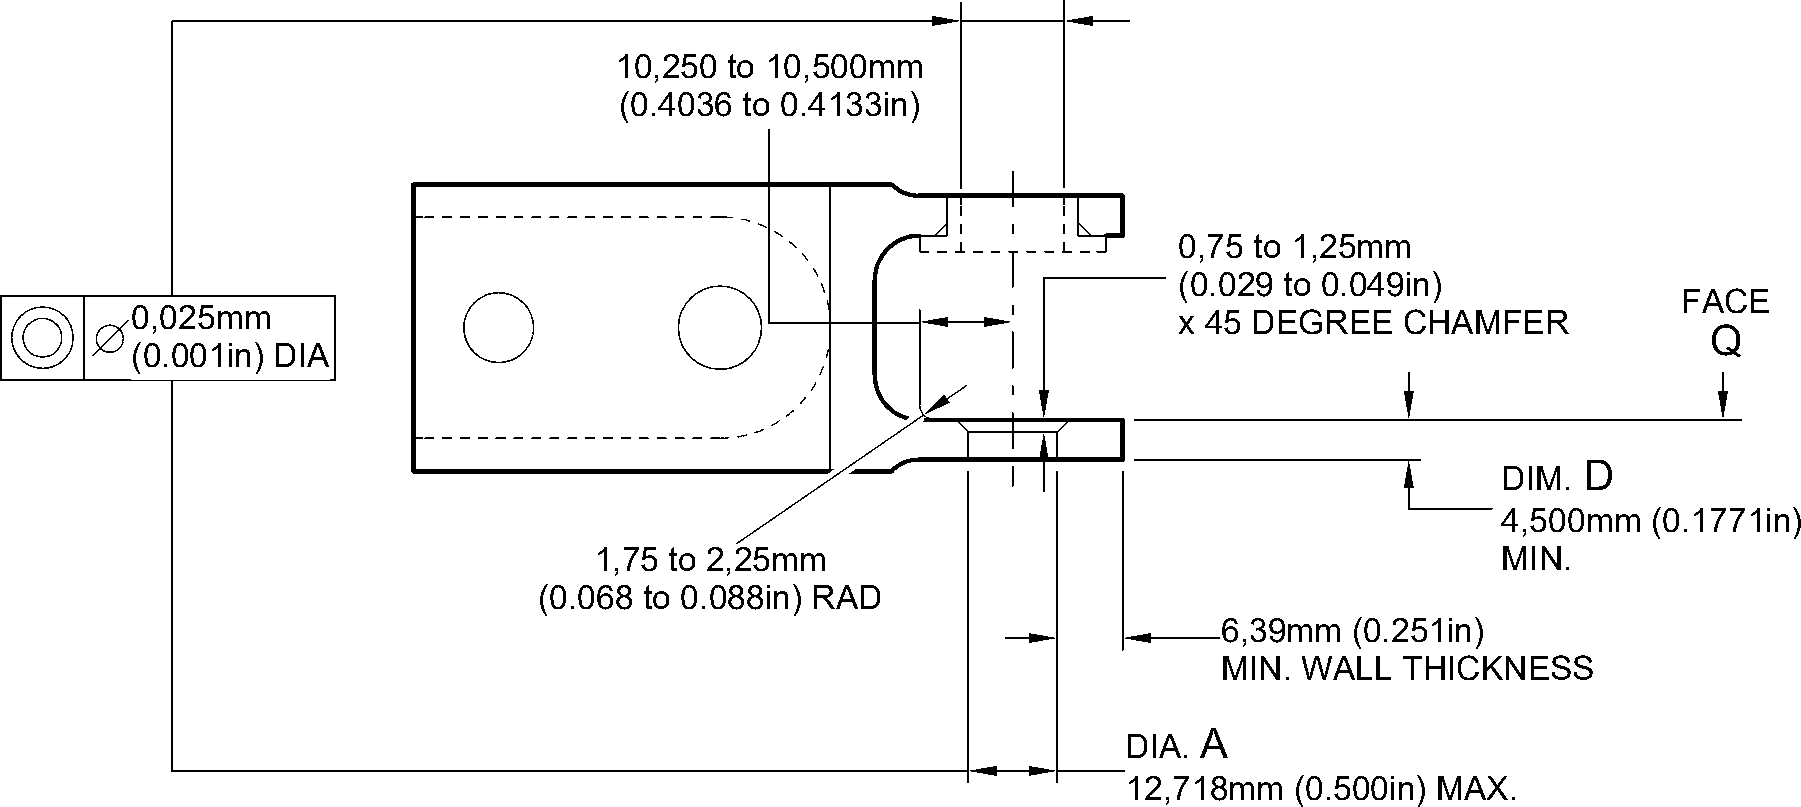 10,250 to 10,500mm
(0.4036 to 0.4133in)
0,75 to 1,25mm
(0.029 to 0.049in)
x 45 DEGREE CHAMFER
FACE
Q
0,025mm
(0.001in) DIA
DIM. D
4,500mm (0.1771in)
MIN.
1,75 to 2,25mm
(0.068 to 0.088in) RAD
6,39mm (0.251in)
MIN. WALL THICKNESS
DIA. A
12,718mm (0.500in) MAX.